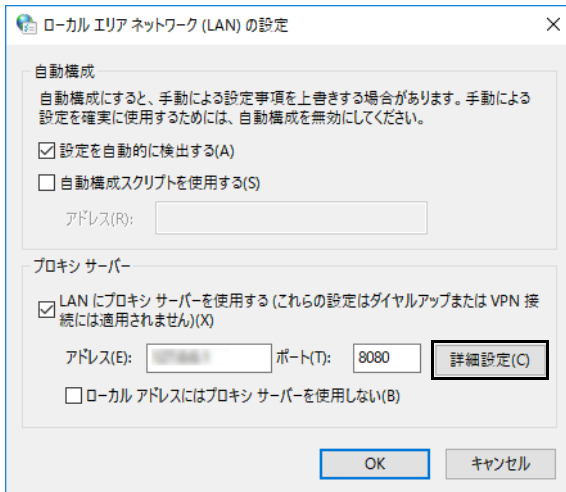 ローカル エリア ネットワーク (LAN) の設定
自動構成
自動構成にすると、手動による設定事項を上書きする場合があります。手動による
設定を確実に使用するためには、自動構成を無効にしてください。
設定を自動的に検出する(A)
自動構成スクリプトを使用する(S)
アドレス(R):
プロキシ サーバー
LAN にプロキシ サーバーを使用する (これらの設定はダイヤルアップまたは VPN 接
続には適用されません)(X)
アドレス(E): ポート(T): 8080 詳細設定(C)
ローカル アドレスにはプロキシ サーバーを使用しない(B)
OK キャンセル